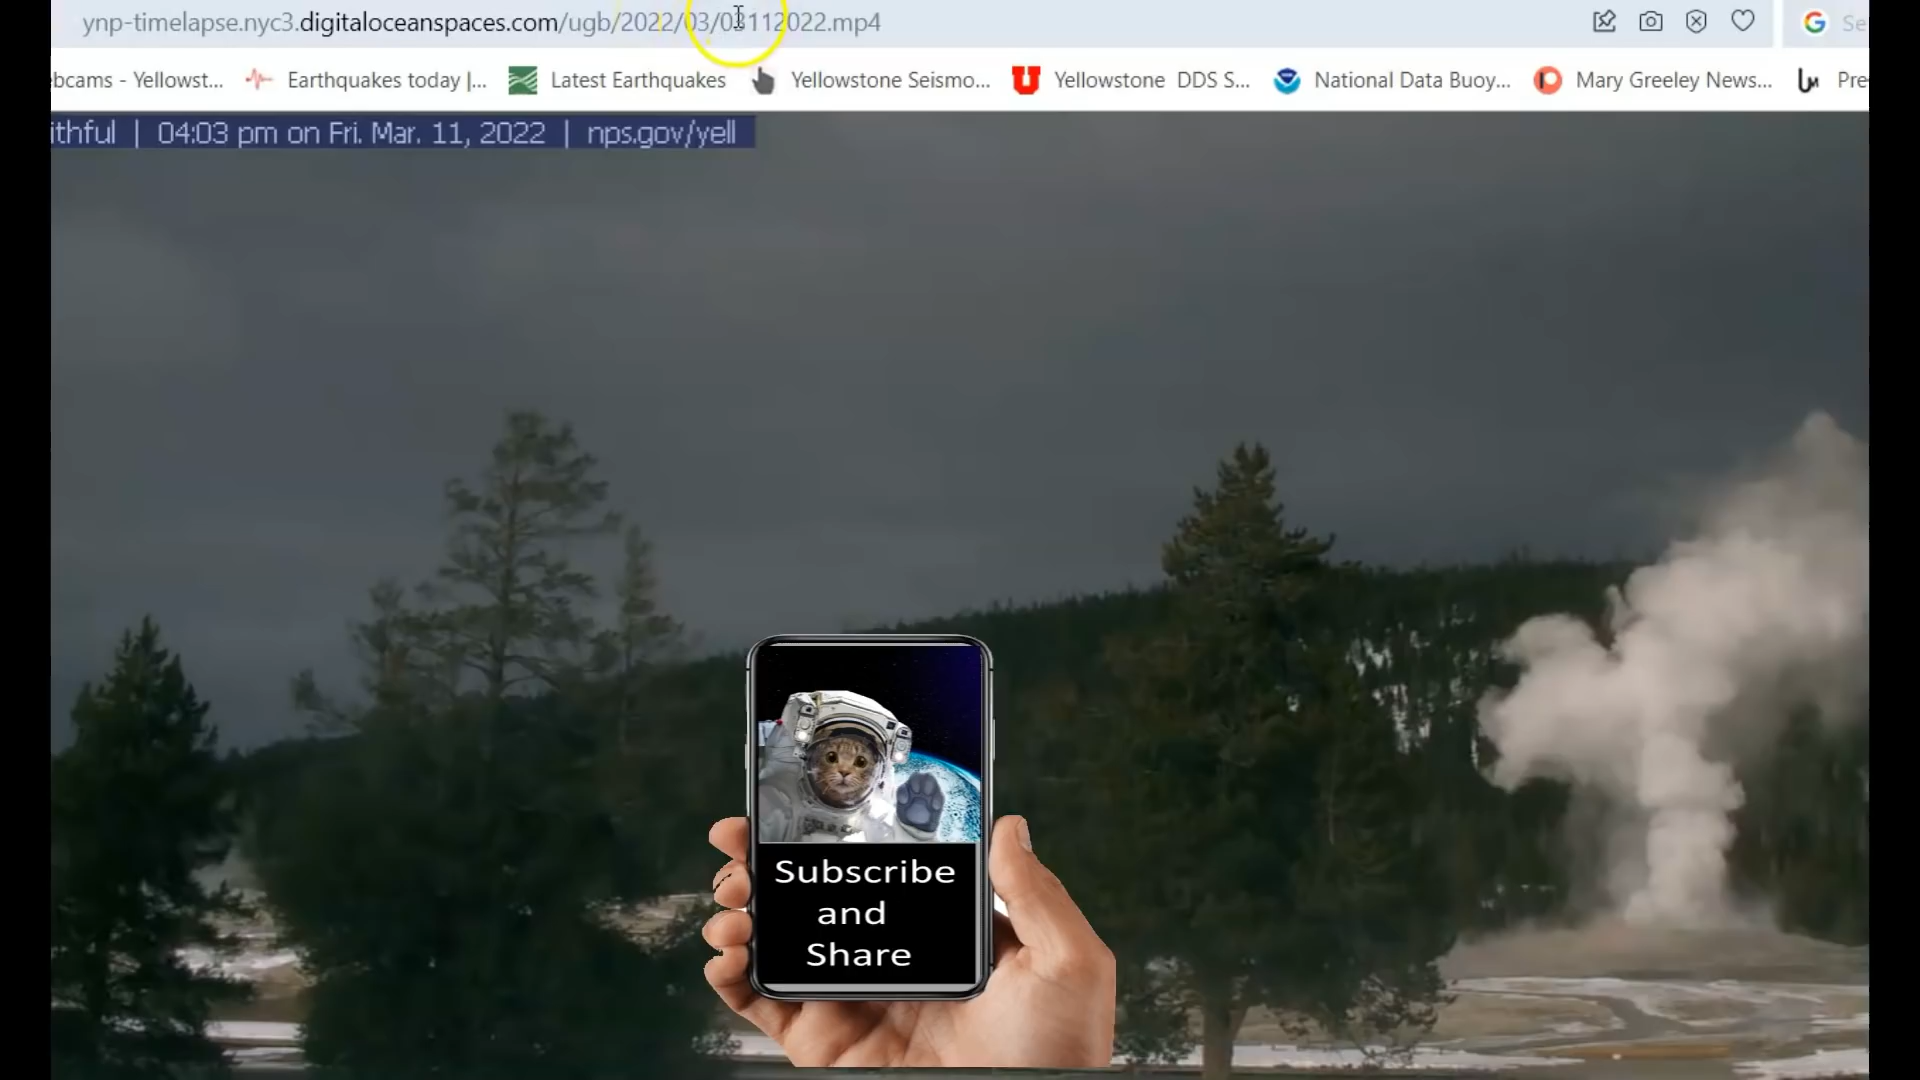 ynp-timelapse.nyc3.digitaloceanspaces.com/ugb/2022/03/03112022.mp4
ebcams - Yellowst... Earthquakes today |... Latest Earthquakes Yellowstone Seismo... Yellowstone DDS S... National Data Buoy... Mary Greeley News... Pre
ithful | 04:03 pm on Fri. Mar. 11, 2022 | nps.gov/yell
Subscribe
and
Share